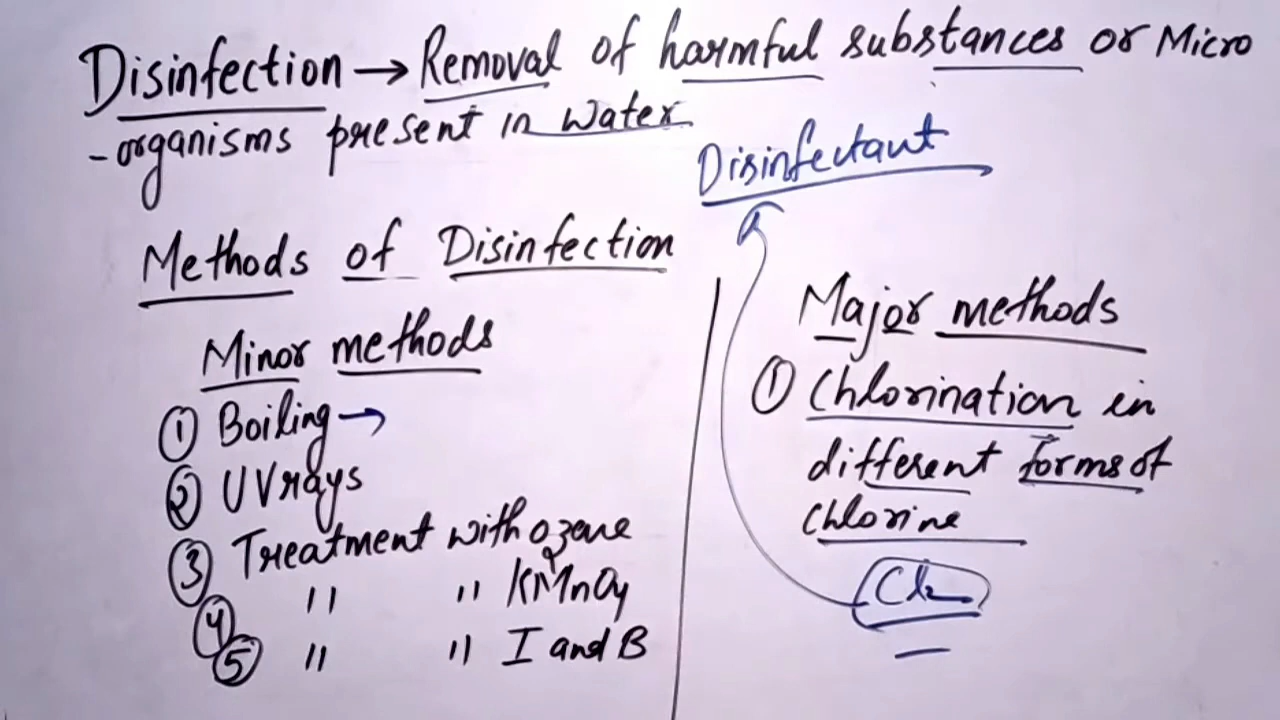 Disinfection → Removal of harmful substances or Micro
-organisms present in water
Disinfectant
Methods of Disinfection
Minor methods
① Boiling →
② UV rays
③ Treatment with ozone
④ " " KMnO4
⑤ " " I and B
Major methods
① Chlorination in
different forms of
chlorine
Cl2